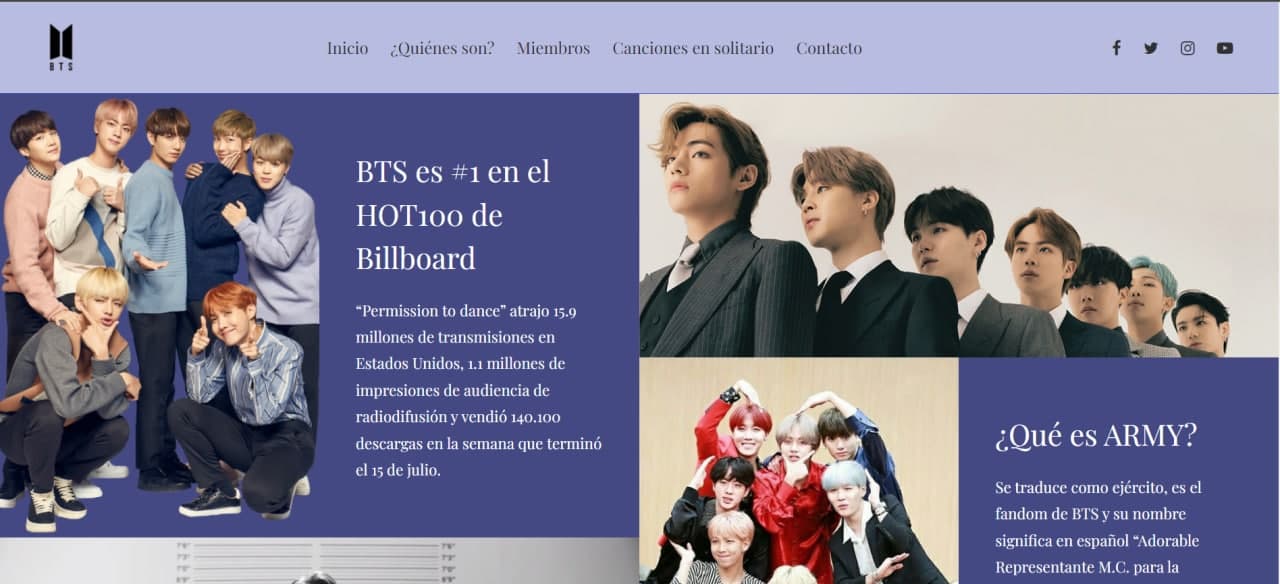 BTS
Inicio ¿Quiénes son? Miembros Canciones en solitario Contacto
BTS es #1 en el
HOT100 de
Billboard
“Permission to dance” atrajo 15.9
millones de transmisiones en
Estados Unidos, 1.1 millones de
impresiones de audiencia de
radiodifusión y vendió 140.100
descargas en la semana que terminó
el 15 de julio.
¿Qué es ARMY?
Se traduce como ejército, es el
fandom de BTS y su nombre
significa en español “Adorable
Representante M.C. para la